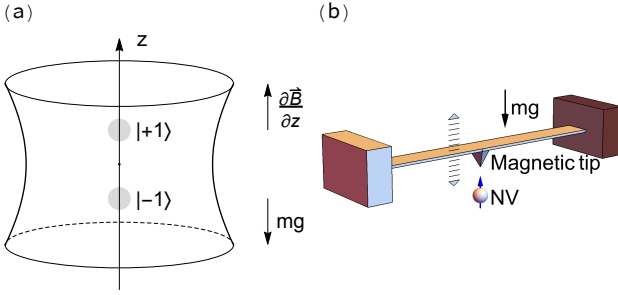 (a)
z
|+1⟩
|−1⟩
∂B⃗
∂z
mg
(b)
mg
Magnetic tip
NV